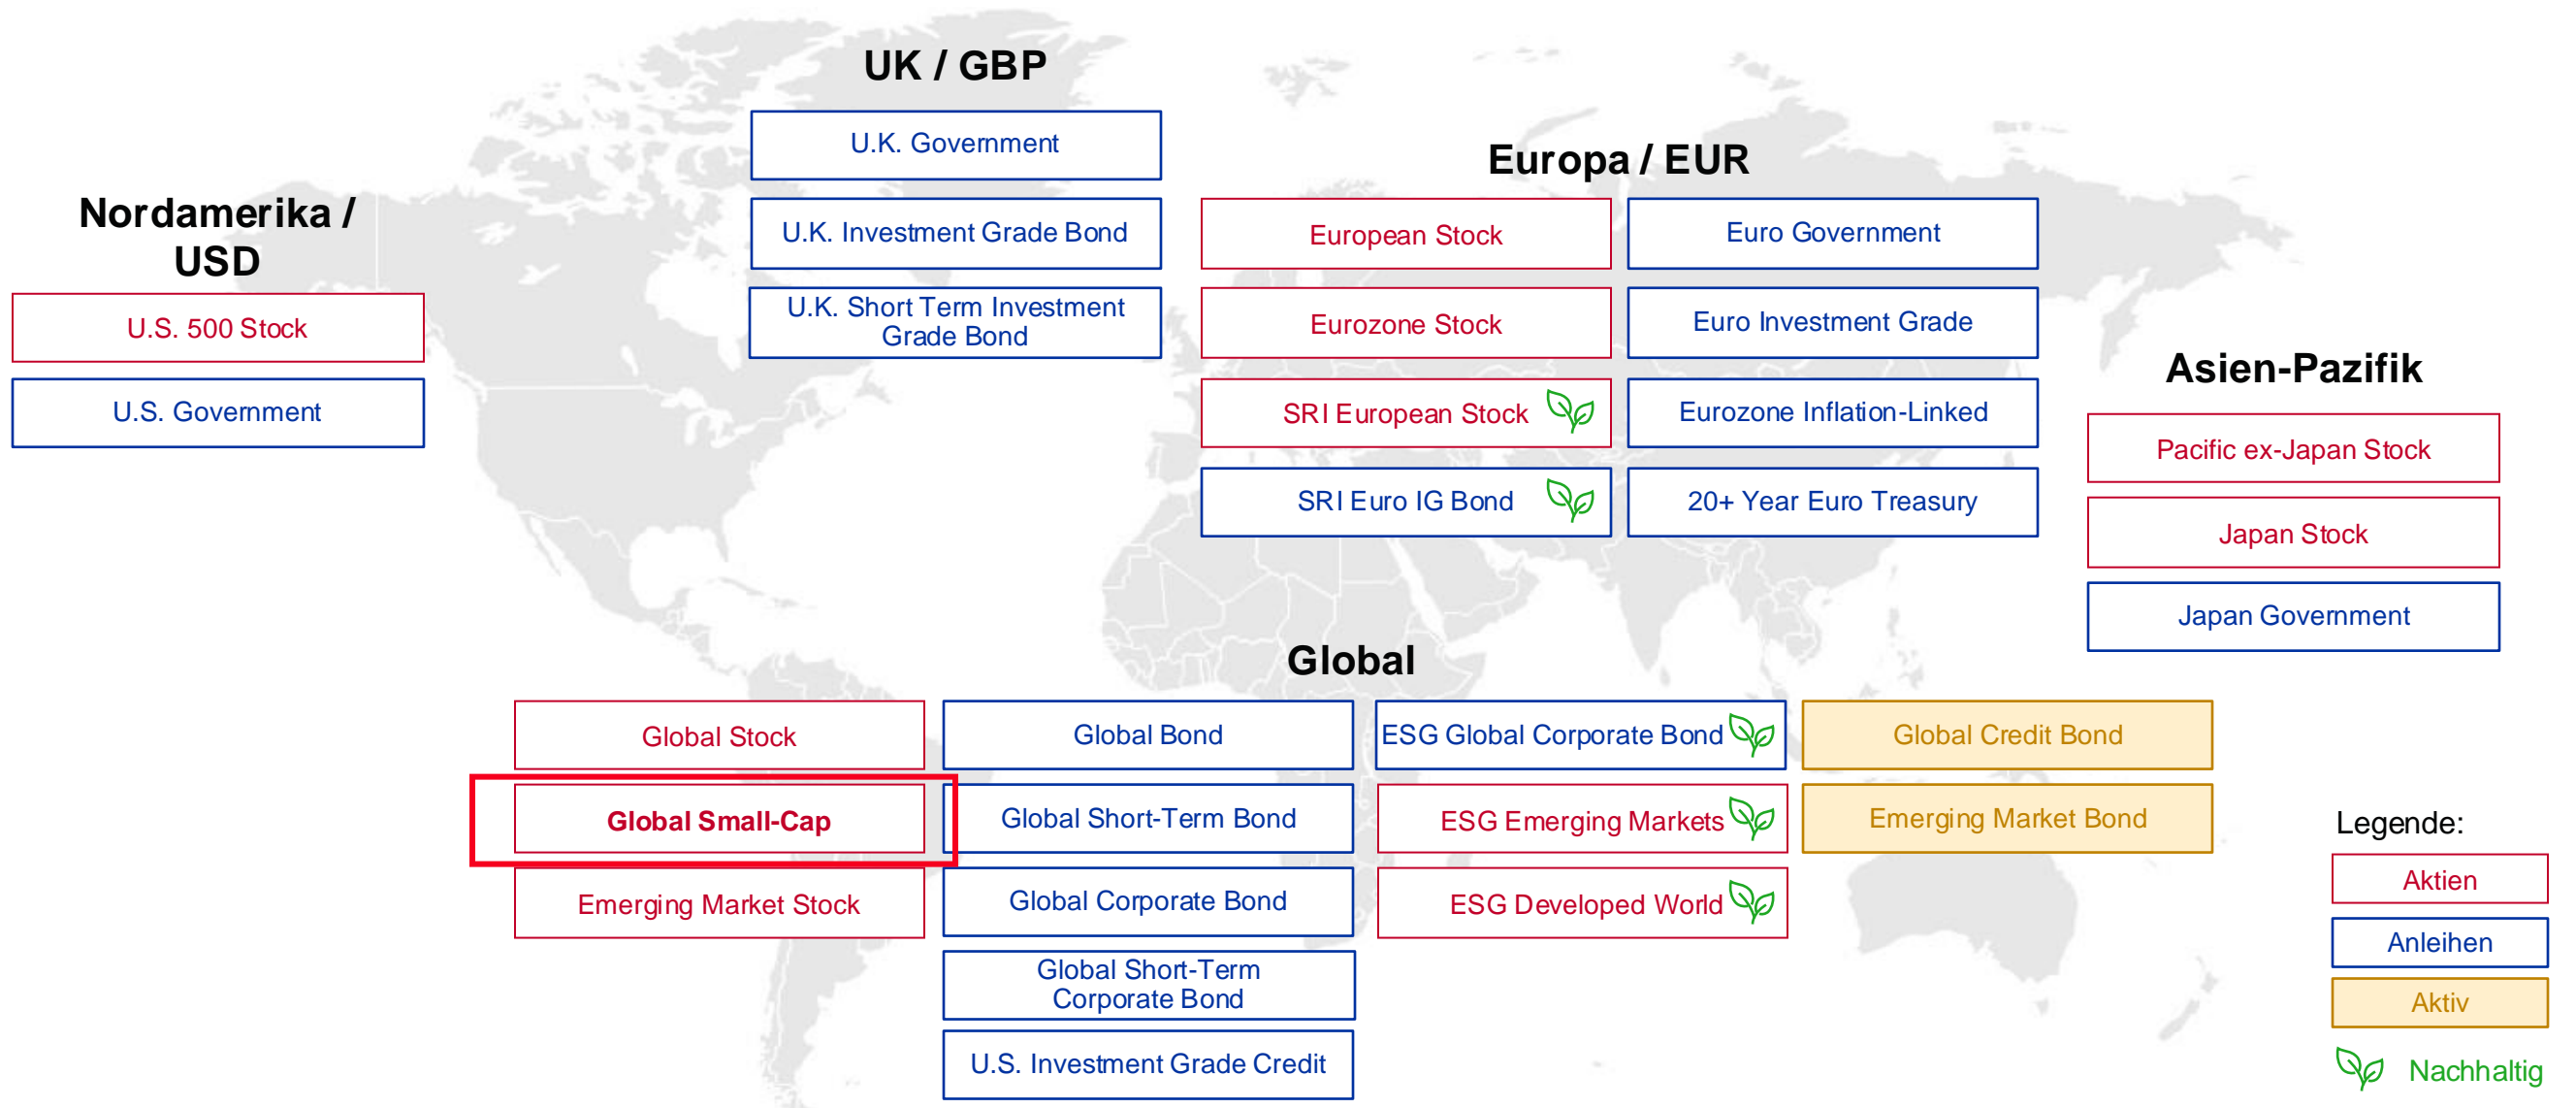 UK / GBP
U.K. Government
U.K. Investment Grade Bond
U.K. Short Term Investment
Grade Bond
Nordamerika /
USD
U.S. 500 Stock
U.S. Government
Europa / EUR
European Stock
Euro Government
Eurozone Stock
Euro Investment Grade
SRI European Stock
Eurozone Inflation-Linked
SRI Euro IG Bond
20+ Year Euro Treasury
Asien-Pazifik
Pacific ex-Japan Stock
Japan Stock
Japan Government
Global
Global Stock
Global Bond
ESG Global Corporate Bond
Global Credit Bond
Global Small-Cap
Global Short-Term Bond
ESG Emerging Markets
Emerging Market Bond
Emerging Market Stock
Global Corporate Bond
ESG Developed World
Global Short-Term
Corporate Bond
U.S. Investment Grade Credit
Legende:
Aktien
Anleihen
Aktiv
Nachhaltig